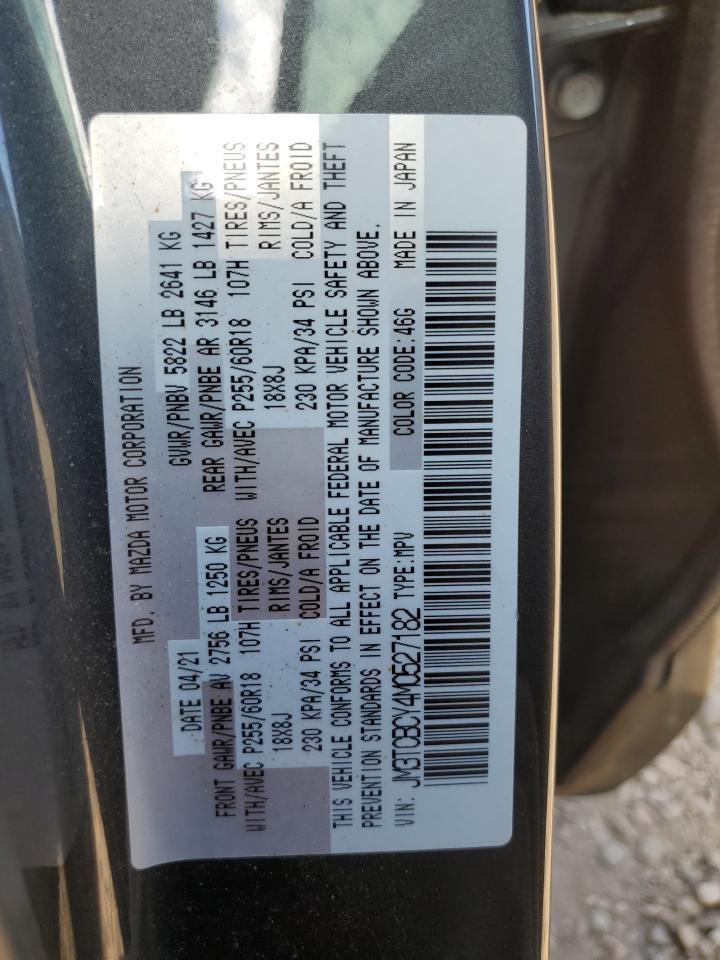 MFD. BY MAZDA MOTOR CORPORATION
DATE 04/21 GVWR/PNBV 5822 LB 2641 KG
FRONT GAWR/PNBE AV 2756 LB 1250 KG REAR GAWR/PNBE AR 3146 LB 1427 KG
WITH/AVEC P255/60R18 107H TIRES/PNEUS WITH/AVEC P255/60R18 107H TIRES/PNEUS
18X8J RIMS/JANTES 18X8J RIMS/JANTES
230 KPA/34 PSI COLD/A FROID 230 KPA/34 PSI COLD/A FROID
THIS VEHICLE CONFORMS TO ALL APPLICABLE FEDERAL MOTOR VEHICLE SAFETY AND THEFT
PREVENTION STANDARDS IN EFFECT ON THE DATE OF MANUFACTURE SHOWN ABOVE.
VIN: JM3TCBCY4M0527182 TYPE:MPV COLOR CODE:46G MADE IN JAPAN